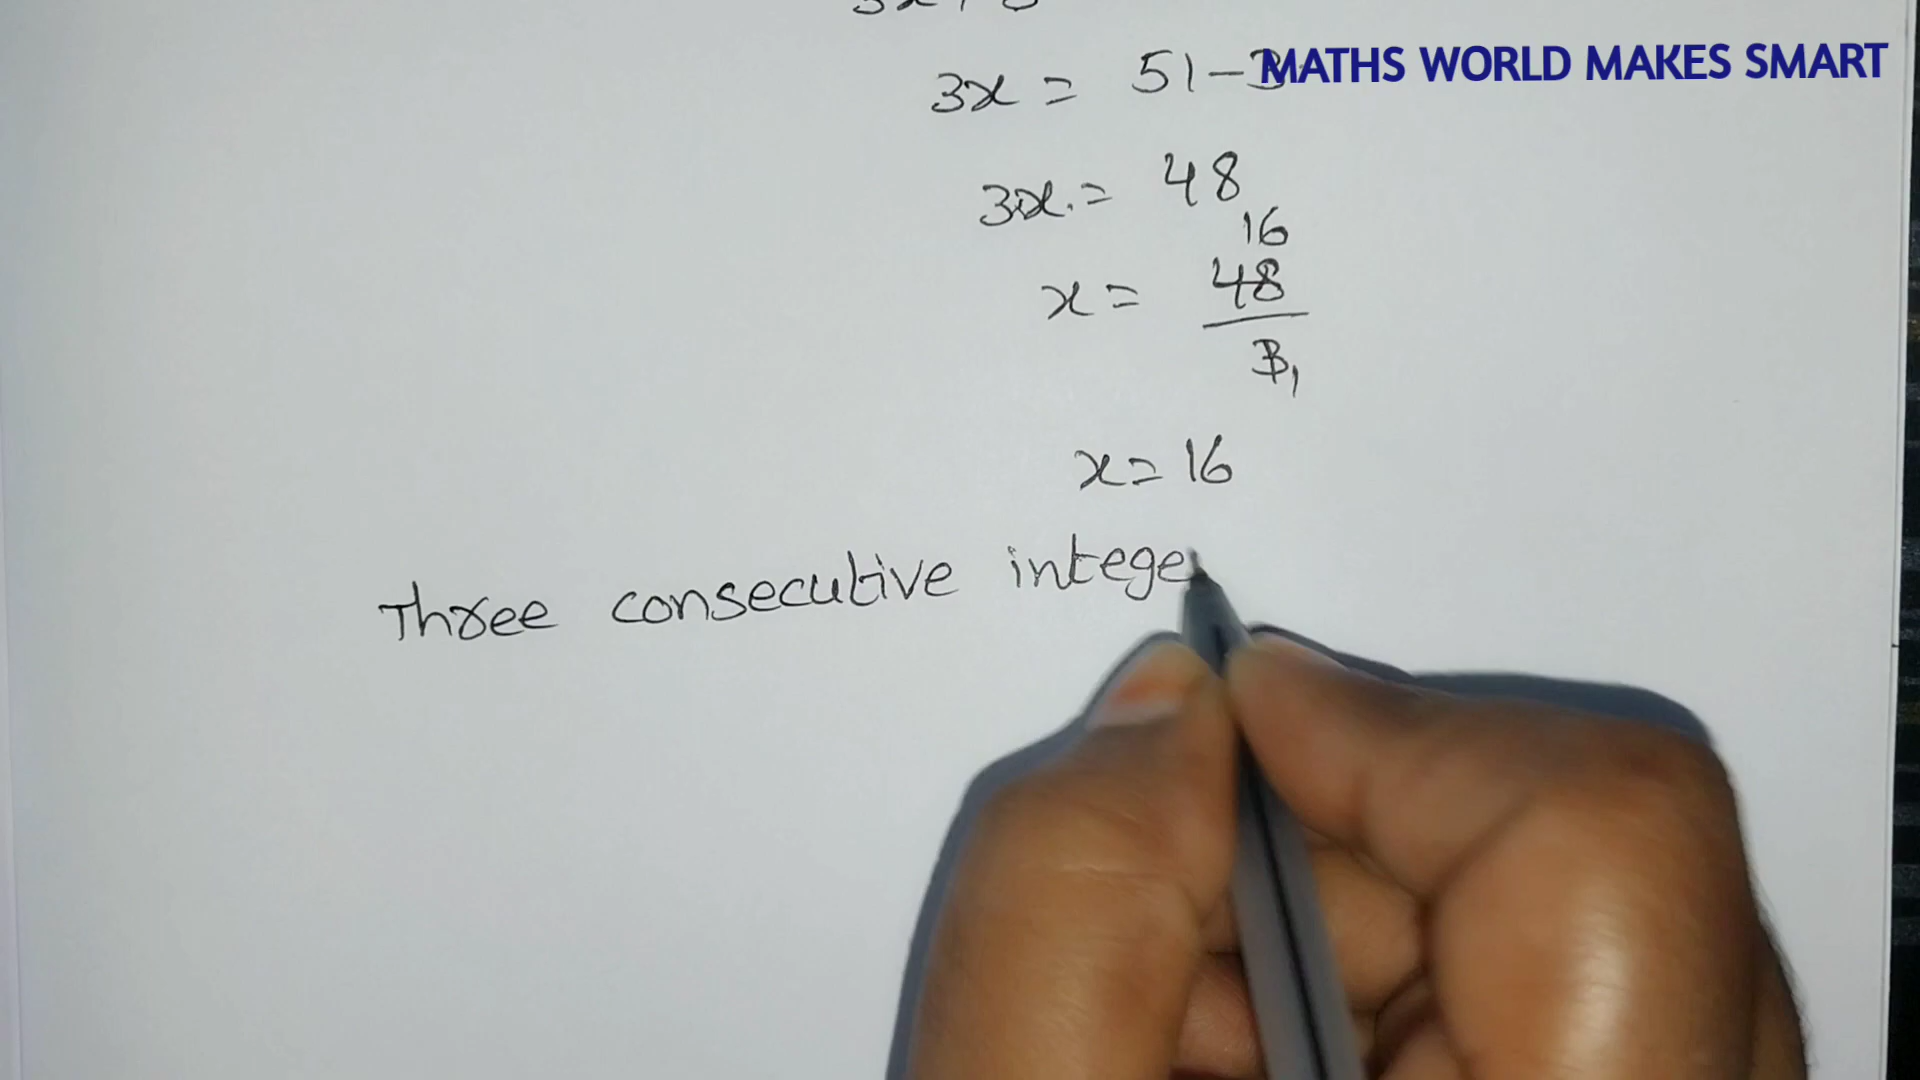 3x = 51 - 3
MATHS WORLD MAKES SMART
3x = 48
16
x = 48
3 1
x = 16
Three consecutive intege